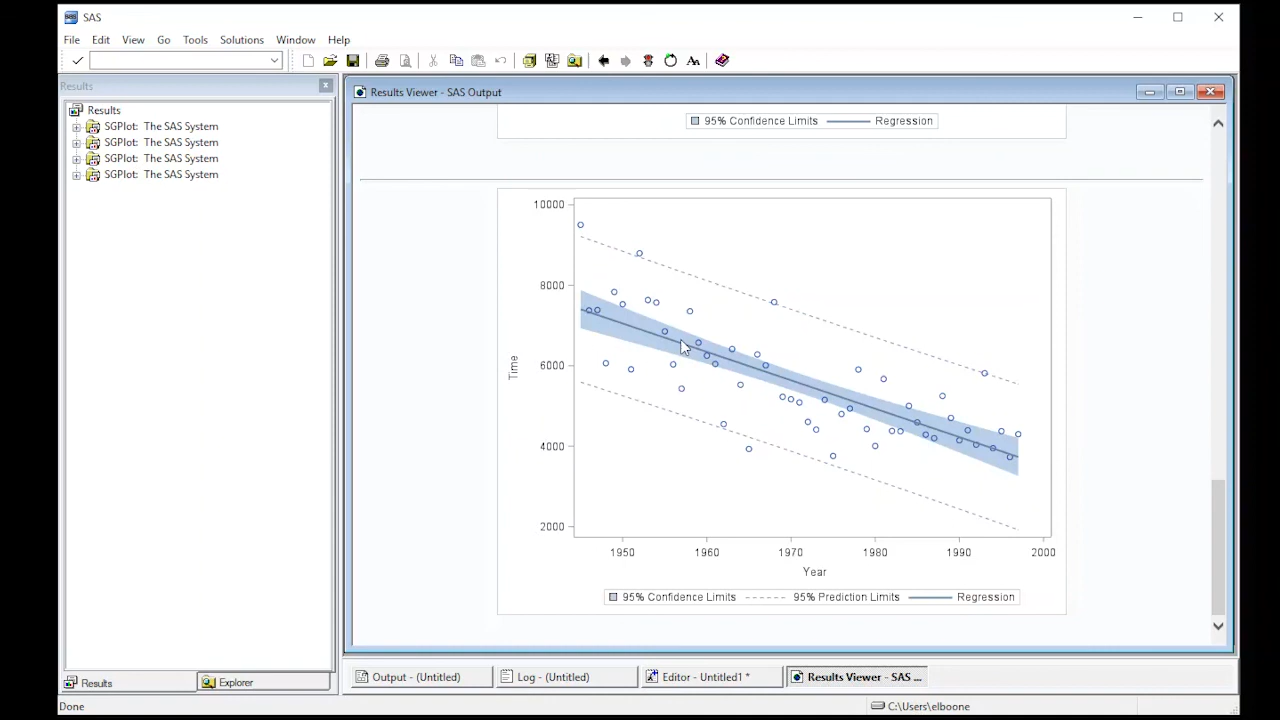 SAS
File Edit View Go Tools Solutions Window Help
Results
Results
SGPlot: The SAS System
SGPlot: The SAS System
SGPlot: The SAS System
SGPlot: The SAS System
Results Viewer - SAS Output
95% Confidence Limits Regression
10000
8000
6000
4000
2000
Time
1950 1960 1970 1980 1990 2000
Year
95% Confidence Limits 95% Prediction Limits Regression
Results Explorer
Output - (Untitled) Log - (Untitled) Editor - Untitled1 * Results Viewer - SAS ...
Done C:\Users\elboone